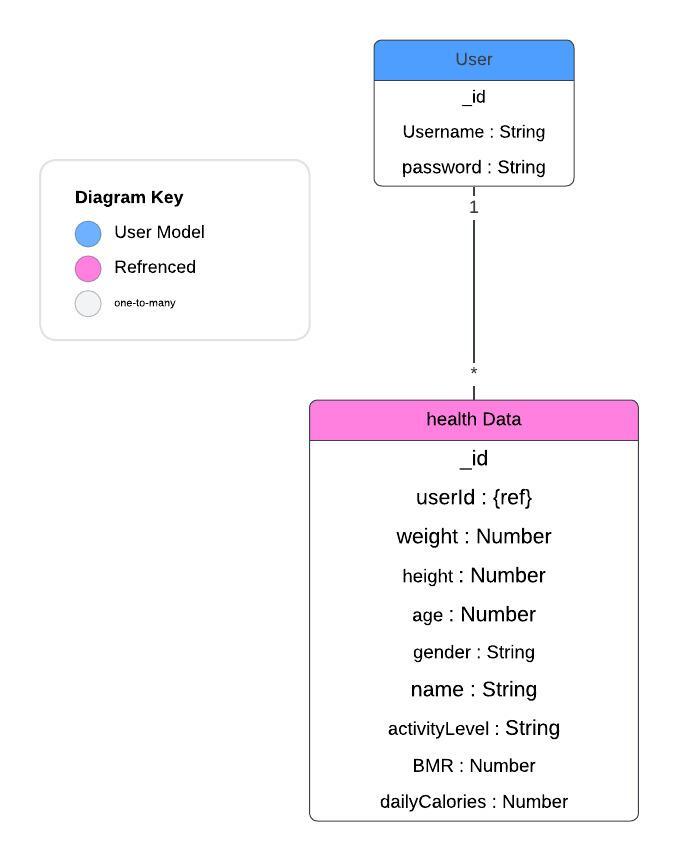 User
_id
Username : String
password : String
1
Diagram Key
User Model
Refrenced
one-to-many
*
health Data
_id
userId : {ref}
weight : Number
height : Number
age : Number
gender : String
name : String
activityLevel : String
BMR : Number
dailyCalories : Number